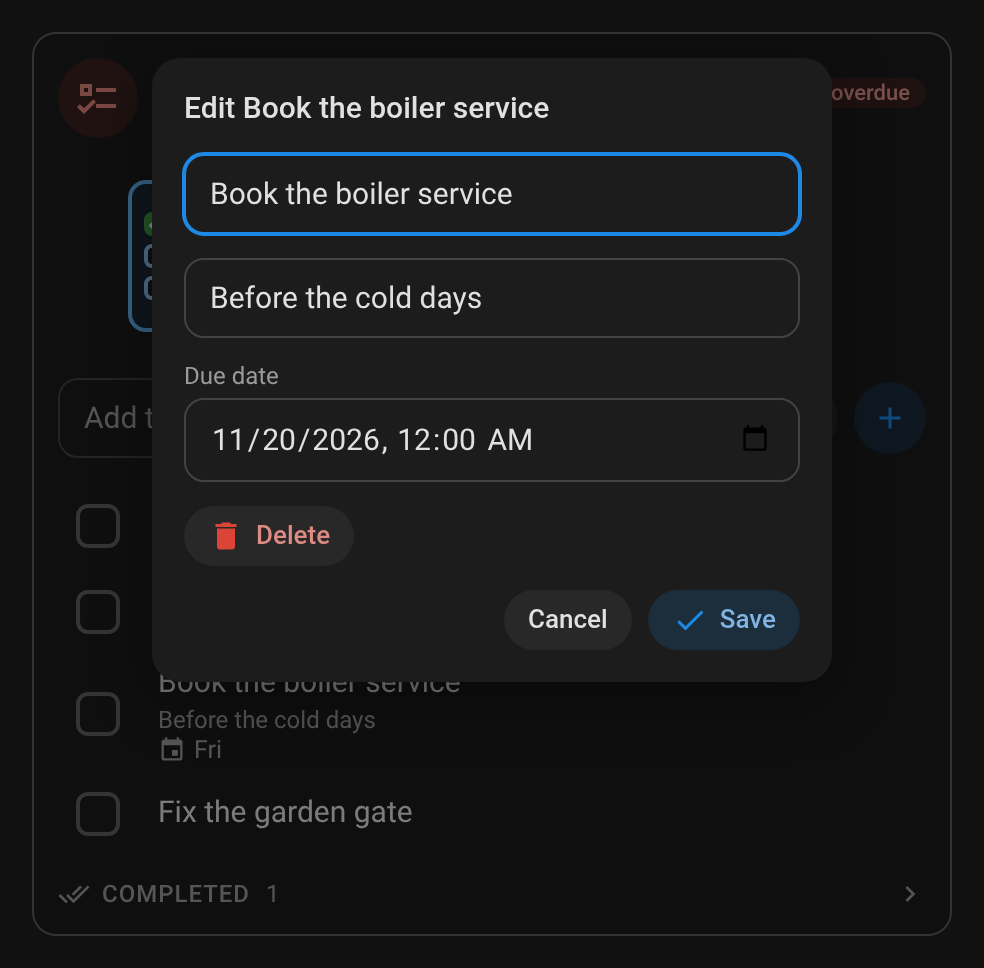 overdue
Edit Book the boiler service
Book the boiler service
Before the cold days
Due date
11/20/2026, 12:00 AM
Add t
Delete
Cancel
Save
Book the boiler service
Before the cold days
Fri
Fix the garden gate
COMPLETED 1